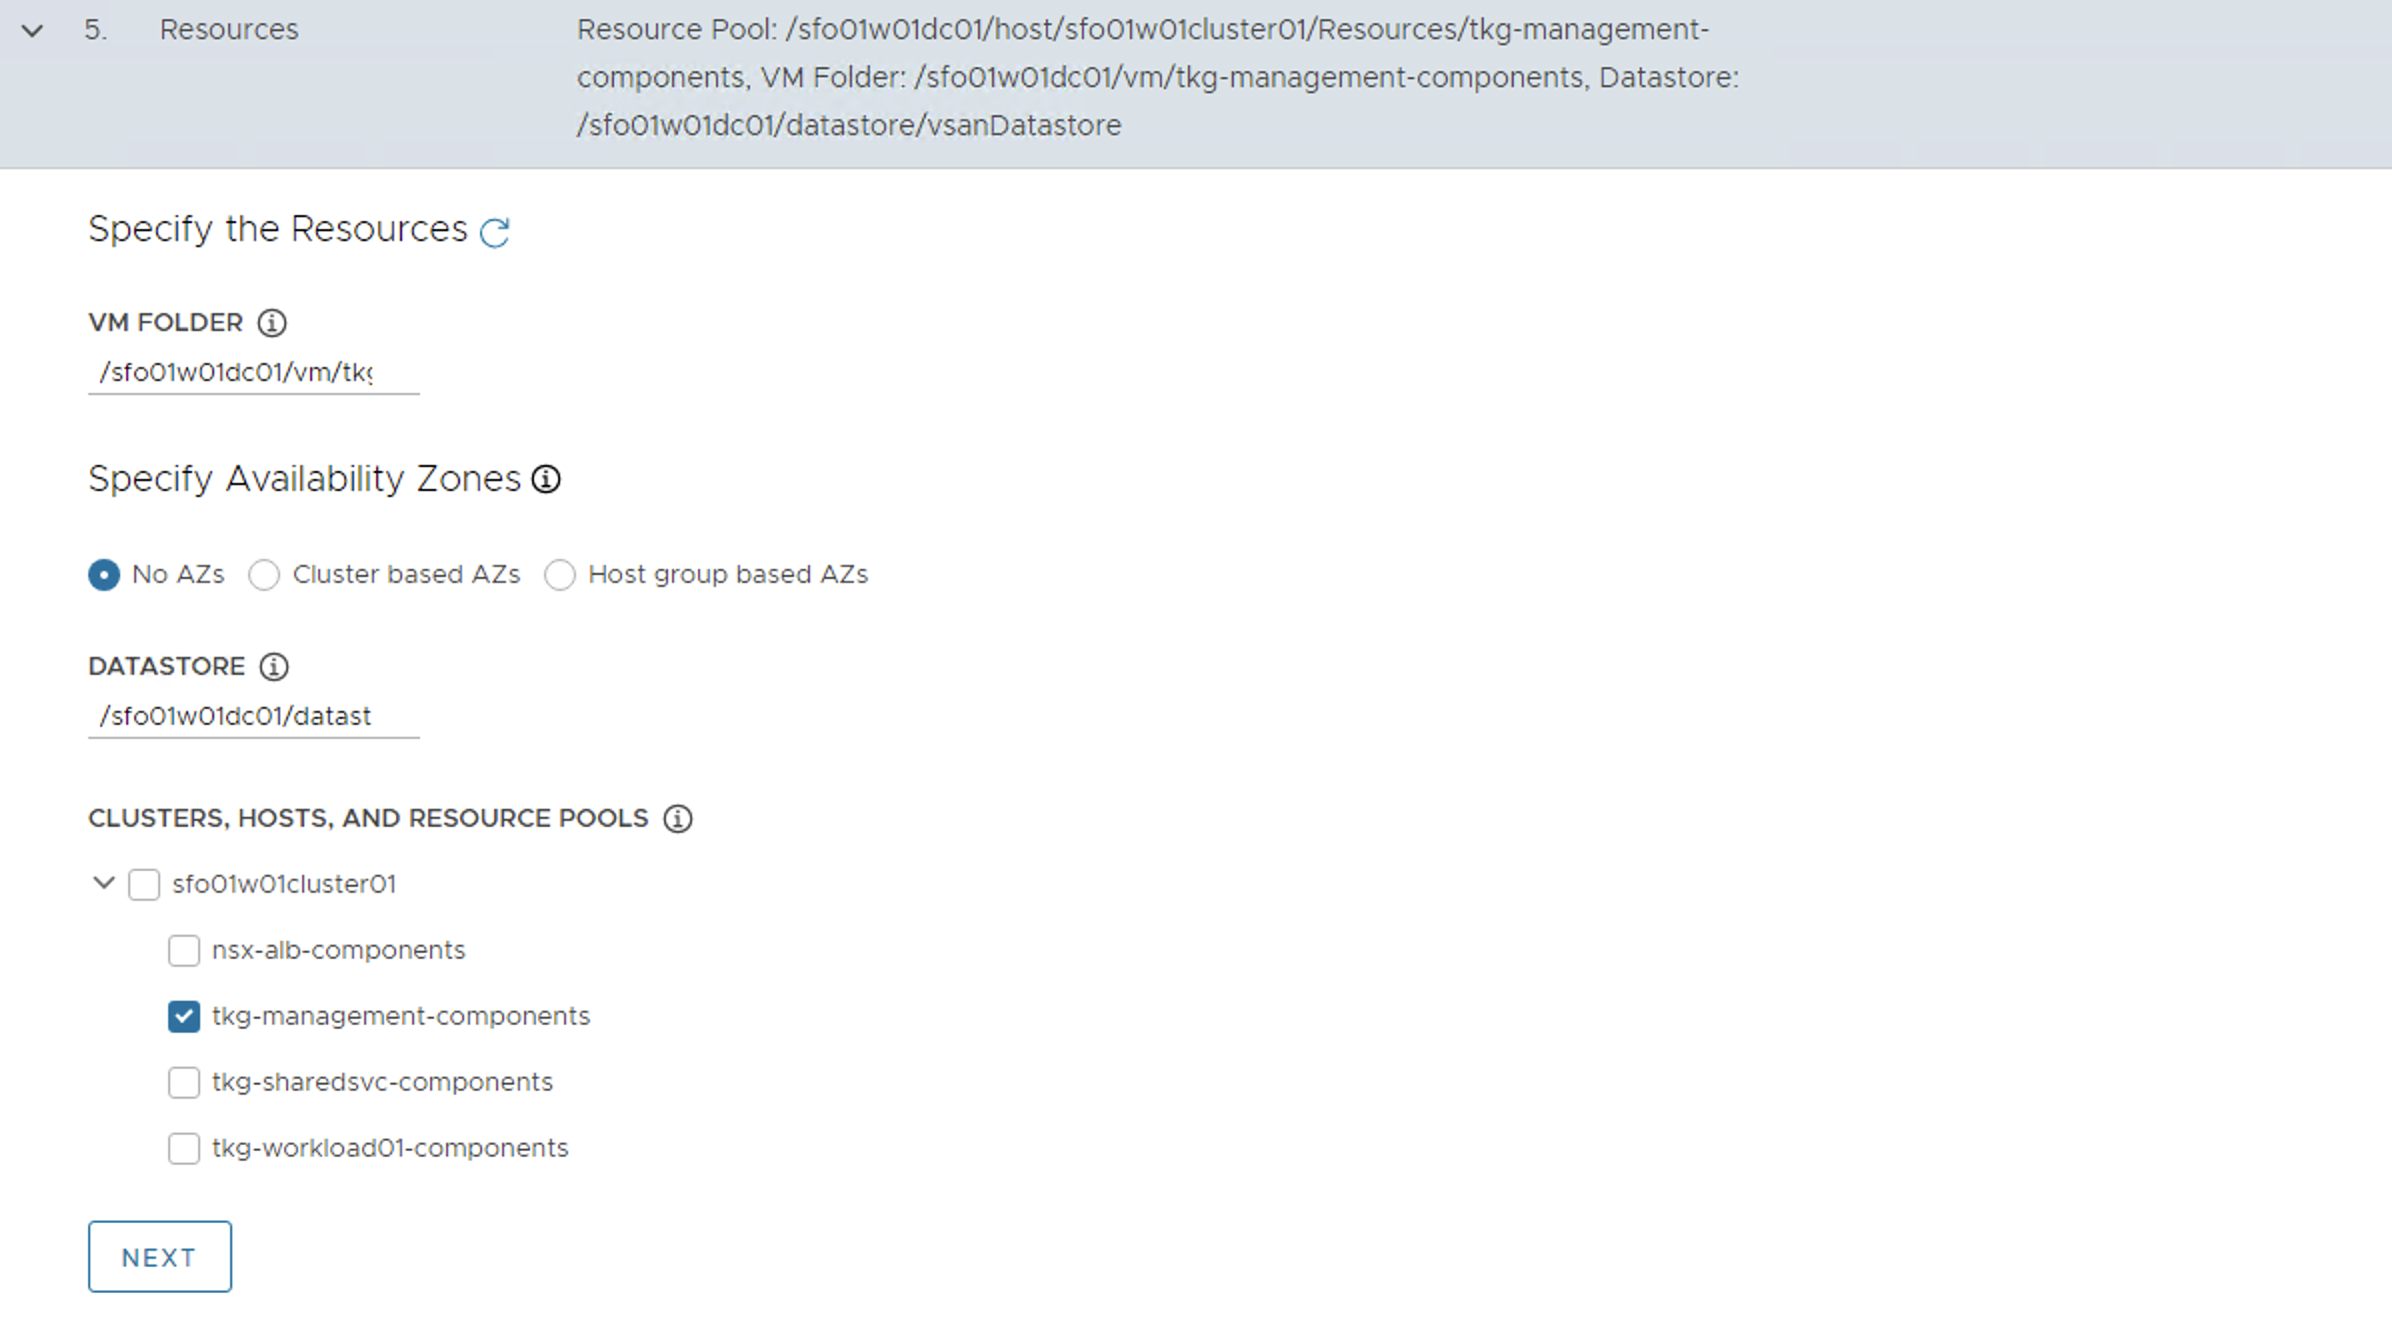 5. Resources
Resource Pool: /sfo01w01dc01/host/sfo01w01cluster01/Resources/tkg-management-
components, VM Folder: /sfo01w01dc01/vm/tkg-management-components, Datastore:
/sfo01w01dc01/datastore/vsanDatastore
Specify the Resources
VM FOLDER
/sfo01w01dc01/vm/tkg
Specify Availability Zones
No AZs Cluster based AZs Host group based AZs
DATASTORE
/sfo01w01dc01/datast
CLUSTERS, HOSTS, AND RESOURCE POOLS
sfo01w01cluster01
nsx-alb-components
tkg-management-components
tkg-sharedsvc-components
tkg-workload01-components
NEXT